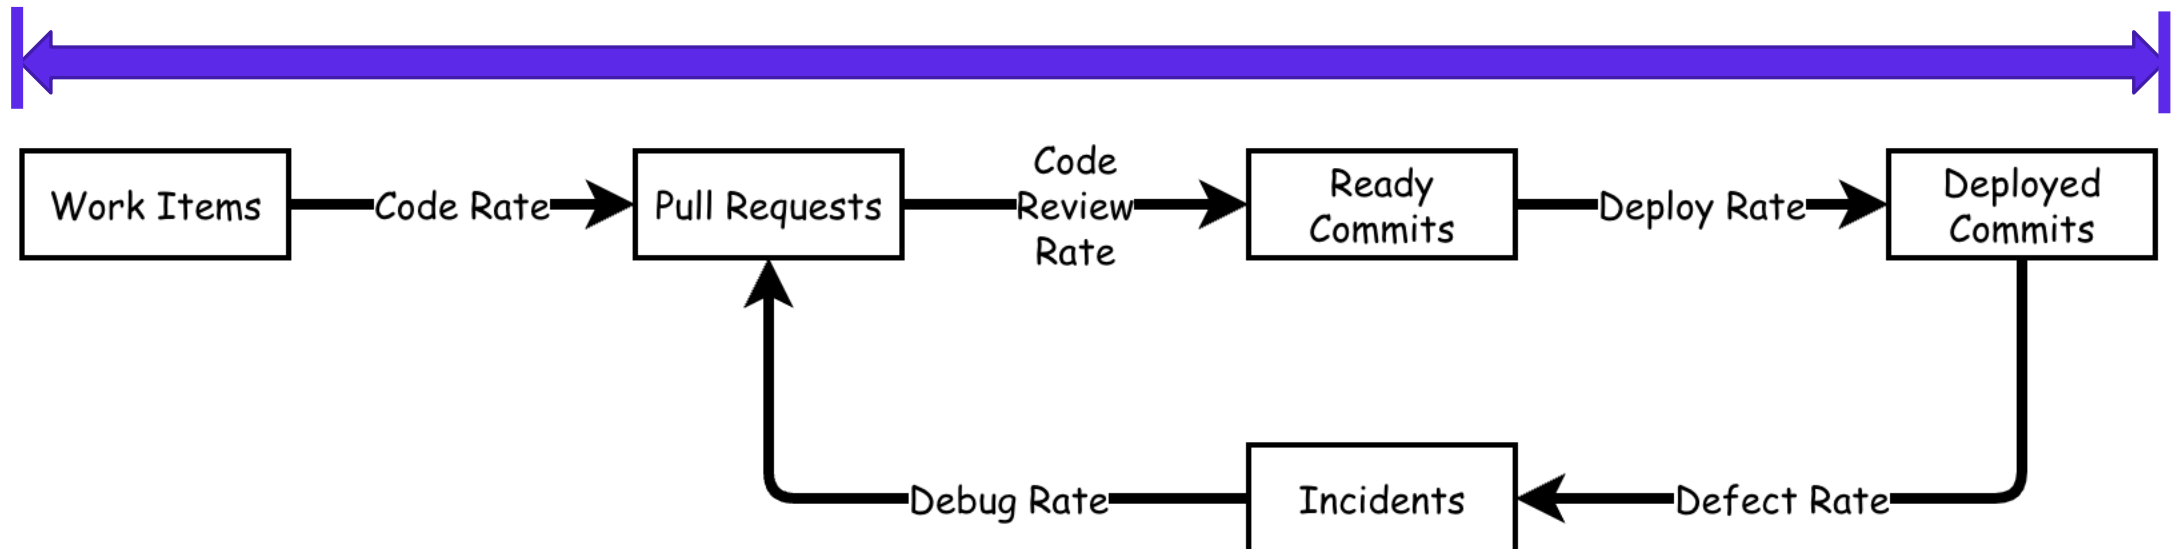 Work Items
Code Rate
Pull Requests
Code
Review
Rate
Ready
Commits
Deploy Rate
Deployed
Commits
Debug Rate
Incidents
Defect Rate